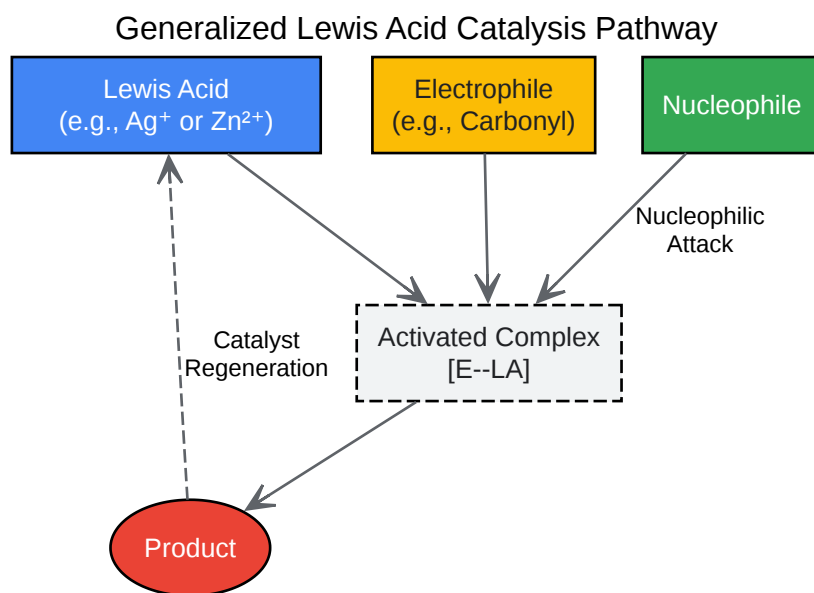 Generalized Lewis Acid Catalysis Pathway
Lewis Acid
(e.g., Ag⁺ or Zn²⁺)
Electrophile
(e.g., Carbonyl)
Nucleophile
Nucleophilic
Attack
Activated Complex
[E--LA]
Catalyst
Regeneration
Product